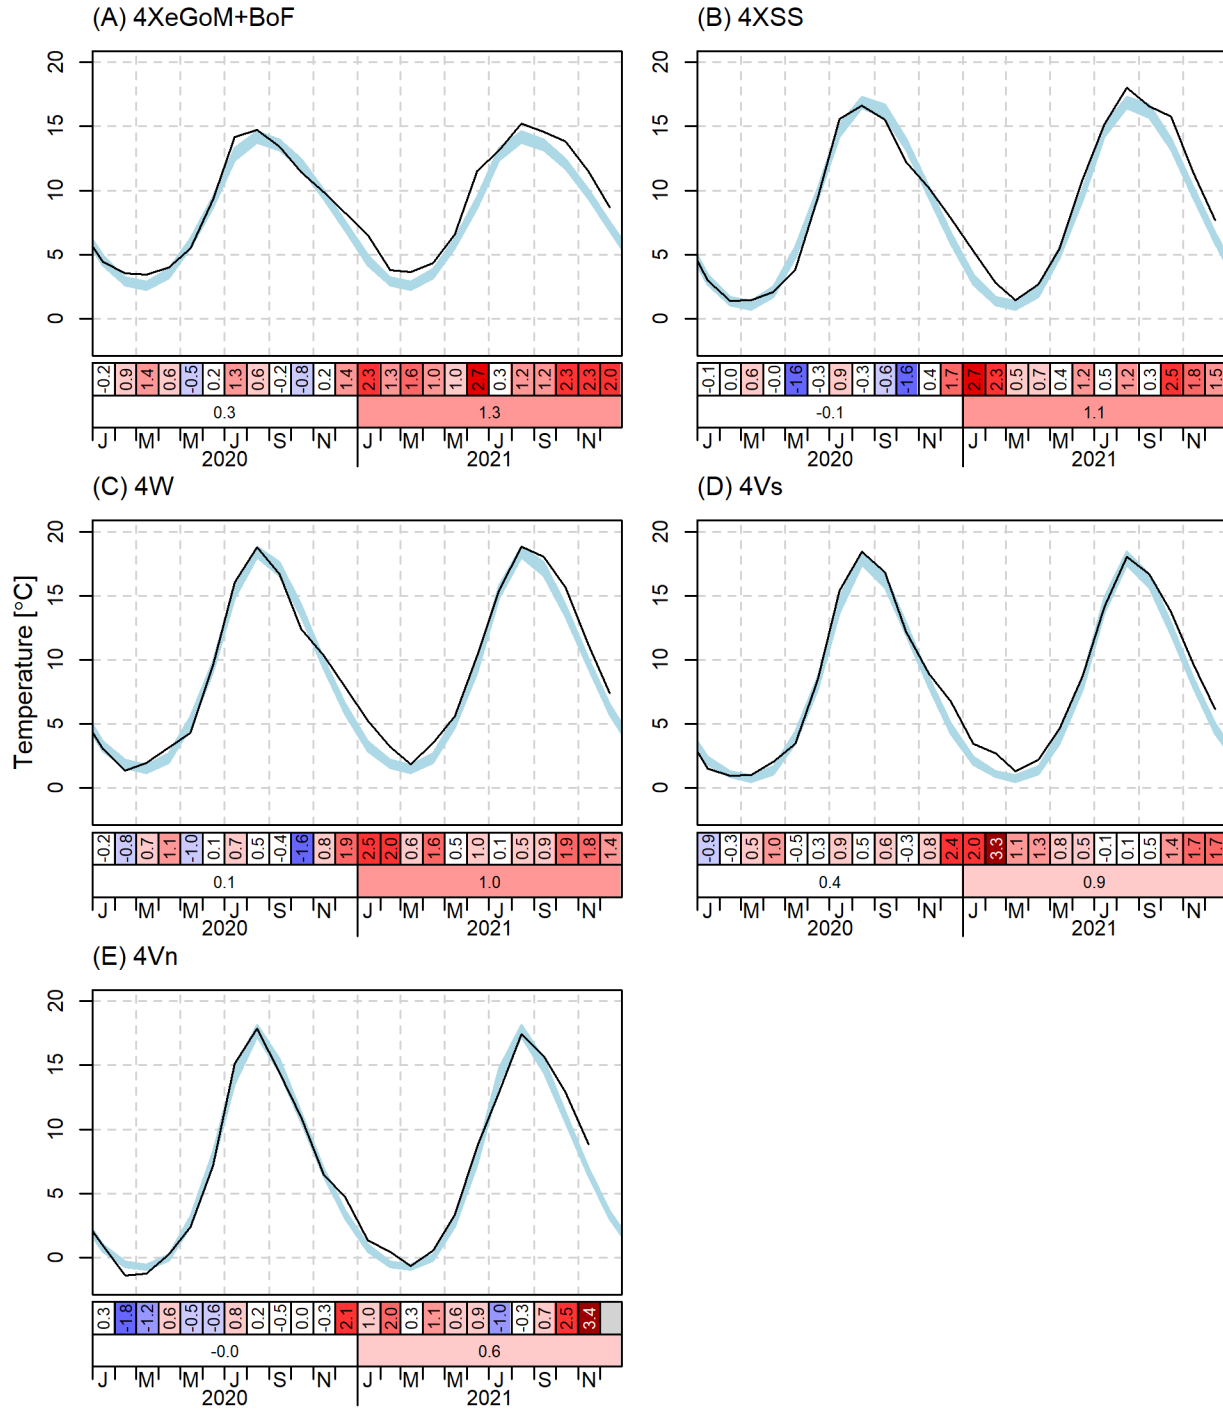 (A) 4XeGoM+BoF
20
15
10
5
0
-0.2 0.9 1.4 0.6 -0.5 0.2 1.3 0.6 -0.2 -0.8 0.2 1.4 2.3 1.3 1.6 1.0 1.0 2.7 0.3 1.2 1.2 2.3 2.3 2.0
0.3 1.3
J M M J S N J M M J S N
2020 2021
(B) 4XSS
20
15
10
5
0
-0.1 0.0 0.6 -0.0 -1.6 -0.3 0.9 -0.3 -0.6 -1.6 0.4 1.7 2.7 2.3 0.5 0.7 0.4 1.2 0.5 1.2 0.3 2.5 1.8 1.5
-0.1 1.1
J M M J S N J M M J S N
2020 2021
Temperature [°C]
(C) 4W
20
15
10
5
0
-0.2 -0.8 0.7 1.1 -1.0 0.1 0.7 0.5 -0.4 -1.6 0.8 1.9 2.5 2.0 0.6 1.6 0.5 1.0 0.1 0.5 0.9 1.9 1.8 1.4
0.1 1.0
J M M J S N J M M J S N
2020 2021
(D) 4Vs
20
15
10
5
0
-0.9 -0.3 0.5 1.0 -0.5 0.3 0.9 0.5 0.6 -0.3 0.8 2.4 2.0 3.3 1.1 1.3 0.8 0.5 -0.1 0.1 0.5 1.4 1.7 1.7
0.4 0.9
J M M J S N J M M J S N
2020 2021
(E) 4Vn
20
15
10
5
0
0.3 -1.8 -1.2 0.6 -0.5 -0.6 0.8 0.2 -0.5 0.0 -0.3 2.1 1.0 2.0 0.3 1.1 0.6 0.9 -1.0 -0.3 0.7 2.5 3.4
-0.0 0.6
J M M J S N J M M J S N
2020 2021